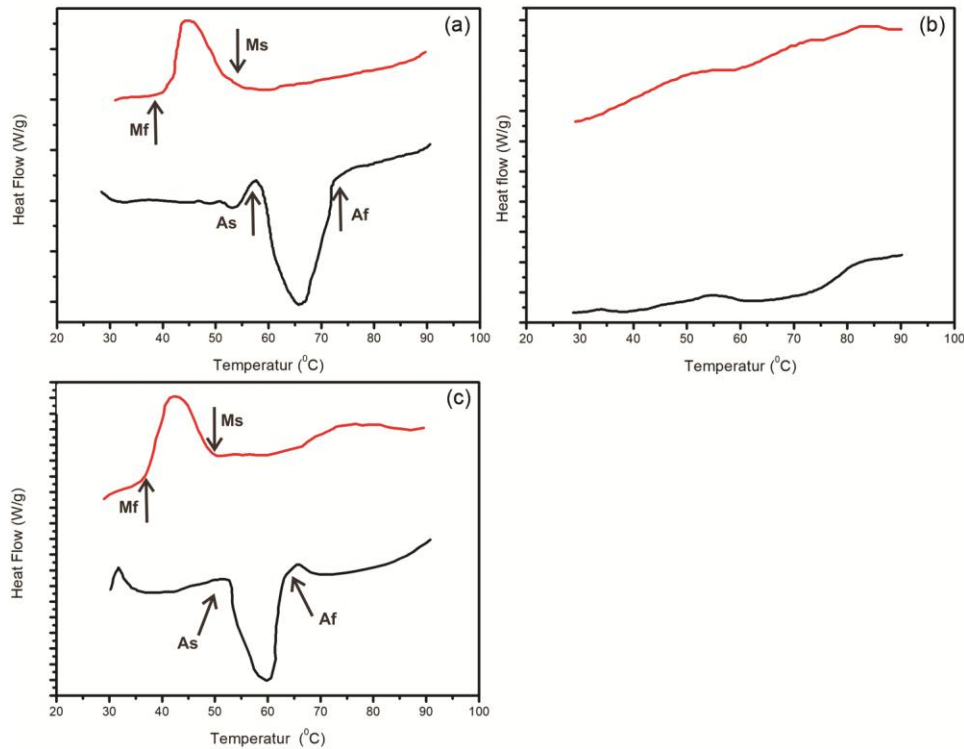 (a)
Ms
Mf
As
Af
Heat Flow (W/g)
20 30 40 50 60 70 80 90 100
Temperatur (⁰C)
(b)
Heat flow (W/g)
20 30 40 50 60 70 80 90 100
Temperatur (⁰C)
(c)
Ms
Mf
As
Af
Heat Flow (W/g)
20 30 40 50 60 70 80 90 100
Temperatur (⁰C)